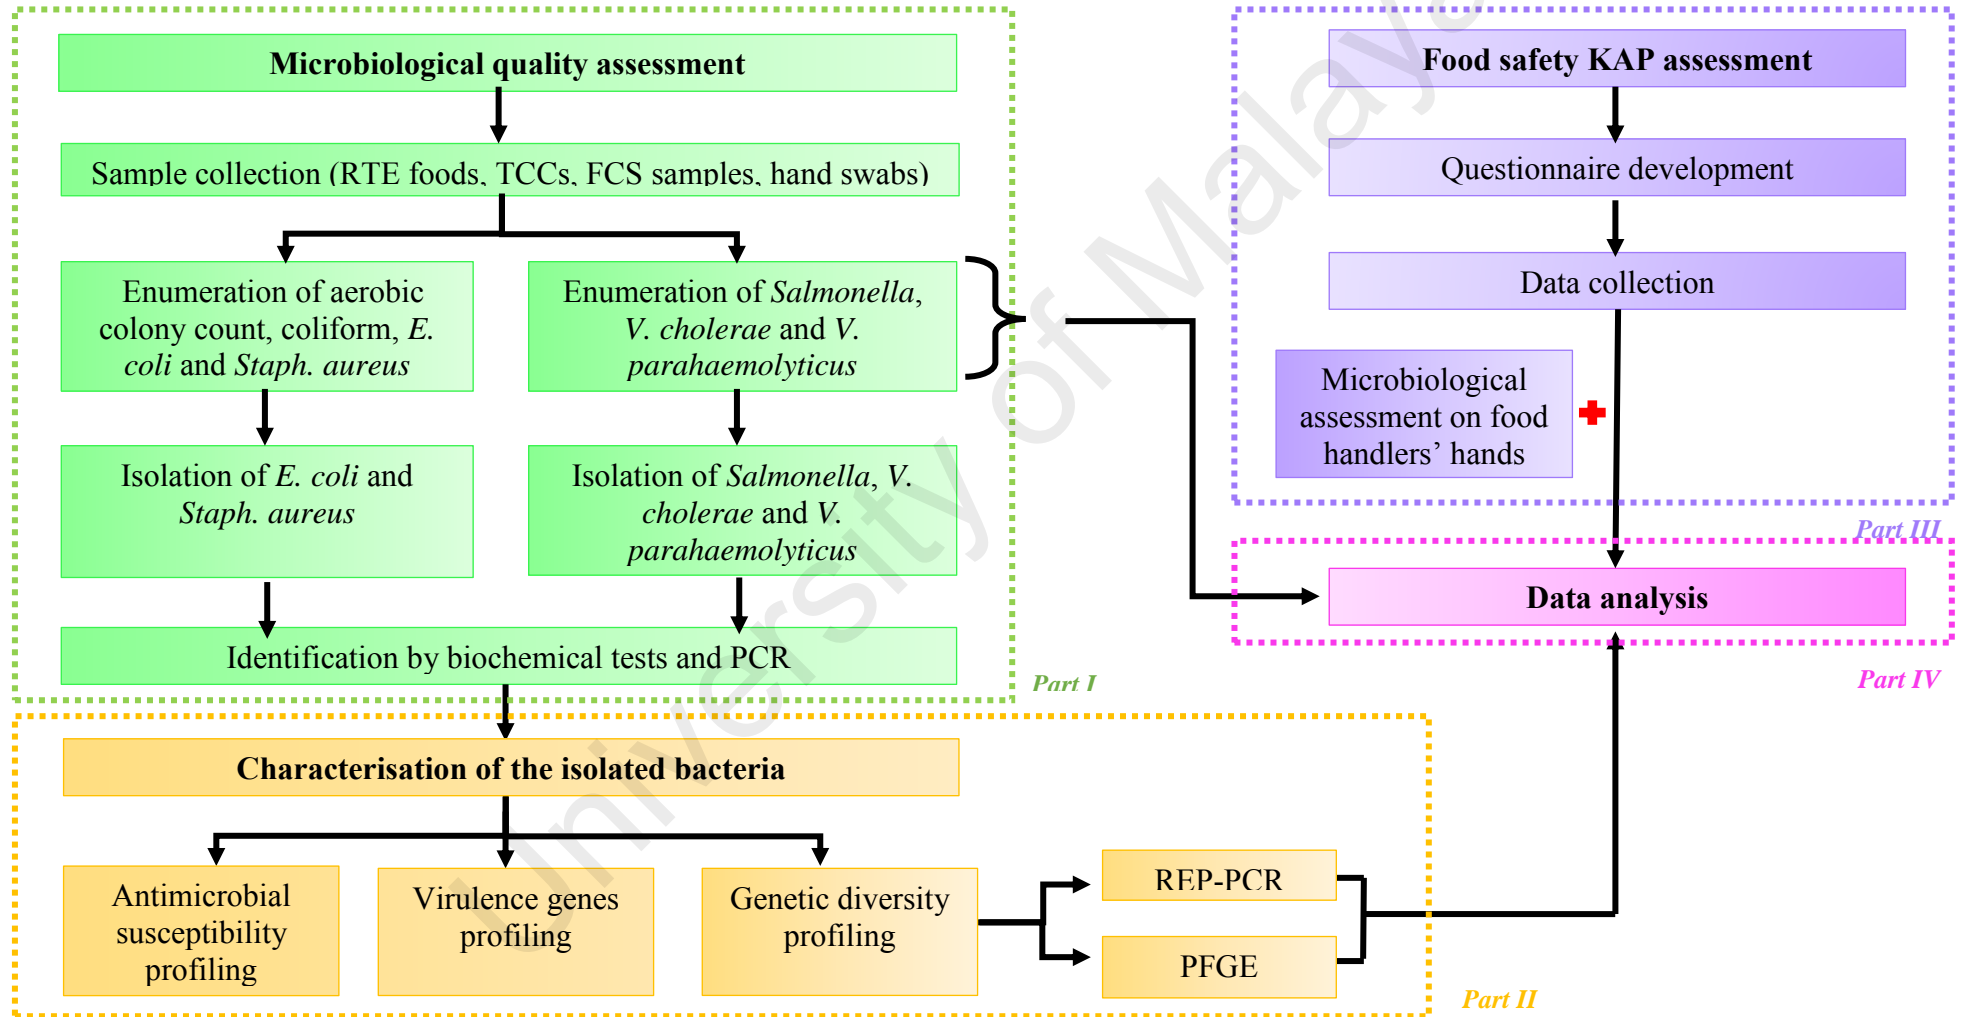 Microbiological quality assessment
Sample collection (RTE foods, TCCs, FCS samples, hand swabs)
Enumeration of aerobic
colony count, coliform, E.
coli and Staph. aureus
Enumeration of Salmonella,
V. cholerae and V.
parahaemolyticus
Isolation of E. coli and
Staph. aureus
Isolation of Salmonella, V.
cholerae and V.
parahaemolyticus
Identification by biochemical tests and PCR
Part I
Characterisation of the isolated bacteria
Antimicrobial
susceptibility
profiling
Virulence genes
profiling
Genetic diversity
profiling
REP-PCR
PFGE
Part II
Food safety KAP assessment
Questionnaire development
Data collection
Microbiological
assessment on food
handlers’ hands
Part III
Data analysis
Part IV
University of Malaya